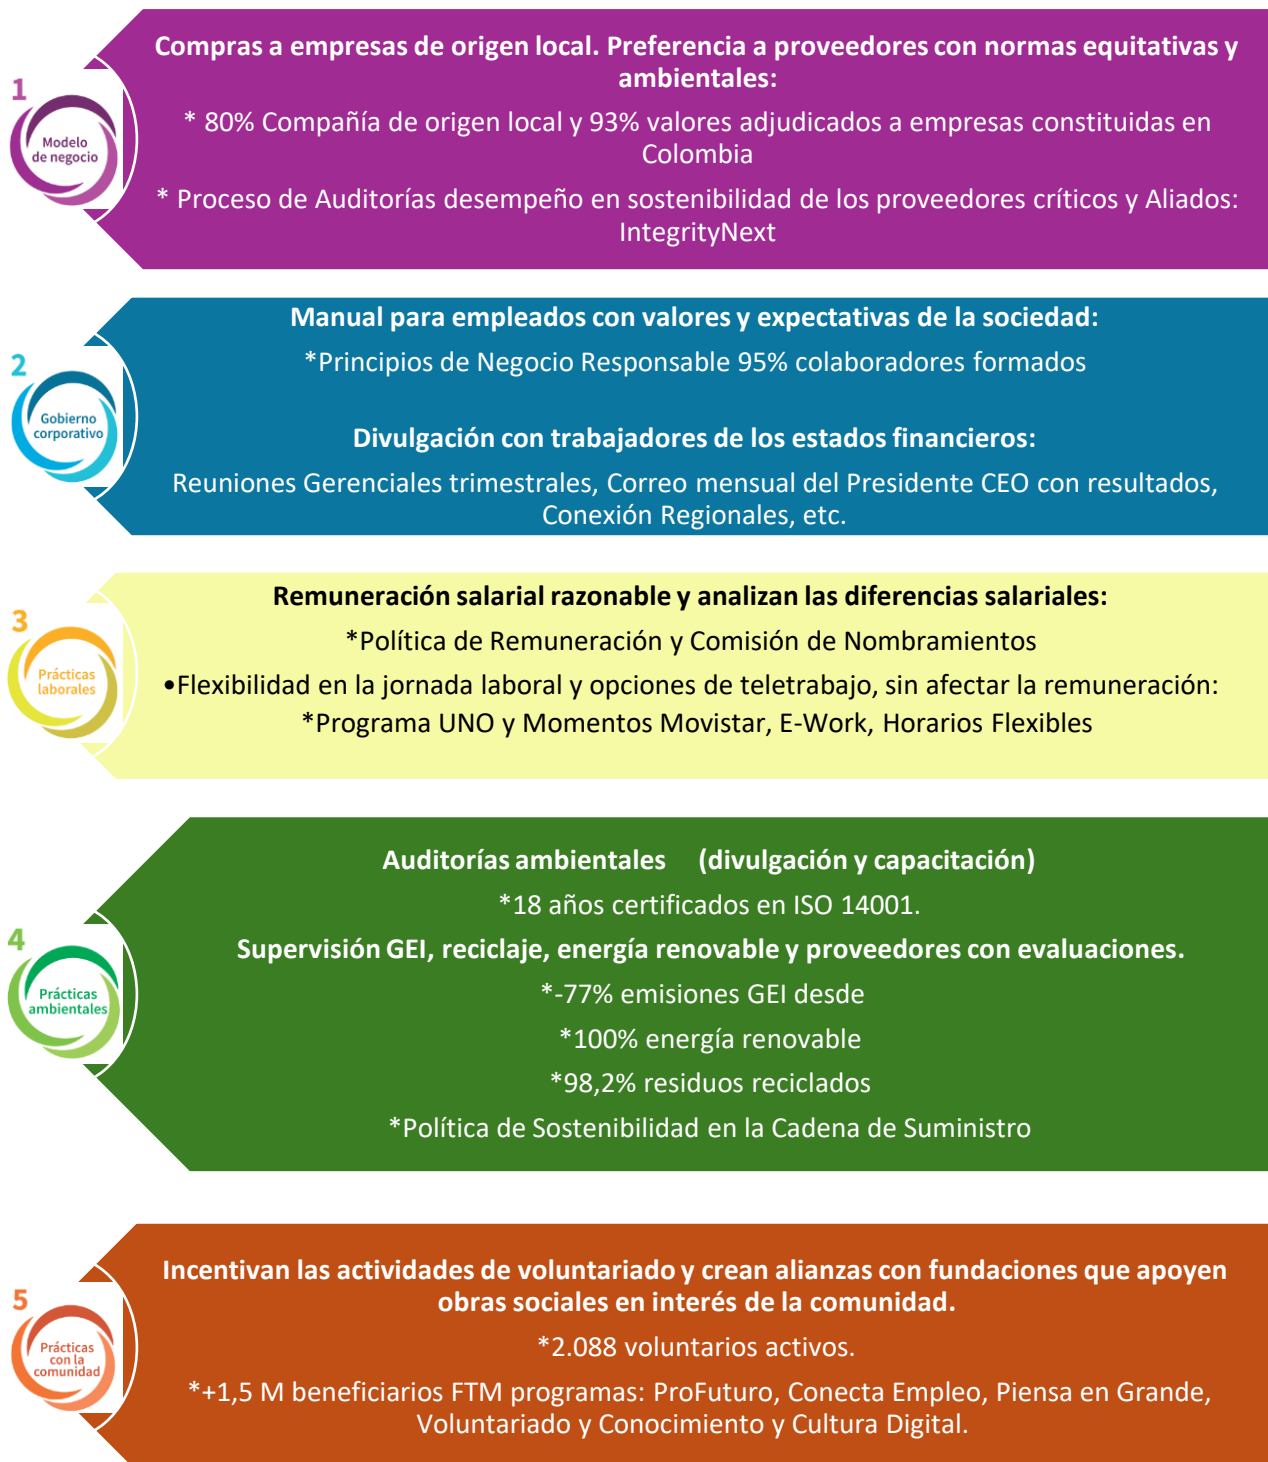 1
Modelo
de negocio
Compras a empresas de origen local. Preferencia a proveedores con normas equitativas y
ambientales:
* 80% Compañía de origen local y 93% valores adjudicados a empresas constituidas en
Colombia
* Proceso de Auditorías desempeño en sostenibilidad de los proveedores críticos y Aliados:
IntegrityNext
2
Gobierno
corporativo
Manual para empleados con valores y expectativas de la sociedad:
*Principios de Negocio Responsable 95% colaboradores formados
Divulgación con trabajadores de los estados financieros:
Reuniones Gerenciales trimestrales, Correo mensual del Presidente CEO con resultados,
Conexión Regionales, etc.
3
Prácticas
laborales
Remuneración salarial razonable y analizan las diferencias salariales:
*Política de Remuneración y Comisión de Nombramientos
•Flexibilidad en la jornada laboral y opciones de teletrabajo, sin afectar la remuneración:
*Programa UNO y Momentos Movistar, E-Work, Horarios Flexibles
4
Prácticas
ambientales
Auditorías ambientales (divulgación y capacitación)
*18 años certificados en ISO 14001.
Supervisión GEI, reciclaje, energía renovable y proveedores con evaluaciones.
*-77% emisiones GEI desde
*100% energía renovable
*98,2% residuos reciclados
*Política de Sostenibilidad en la Cadena de Suministro
5
Prácticas
con la
comunidad
Incentivan las actividades de voluntariado y crean alianzas con fundaciones que apoyen
obras sociales en interés de la comunidad.
*2.088 voluntarios activos.
*+1,5 M beneficiarios FTM programas: ProFuturo, Conecta Empleo, Piensa en Grande,
Voluntariado y Conocimiento y Cultura Digital.